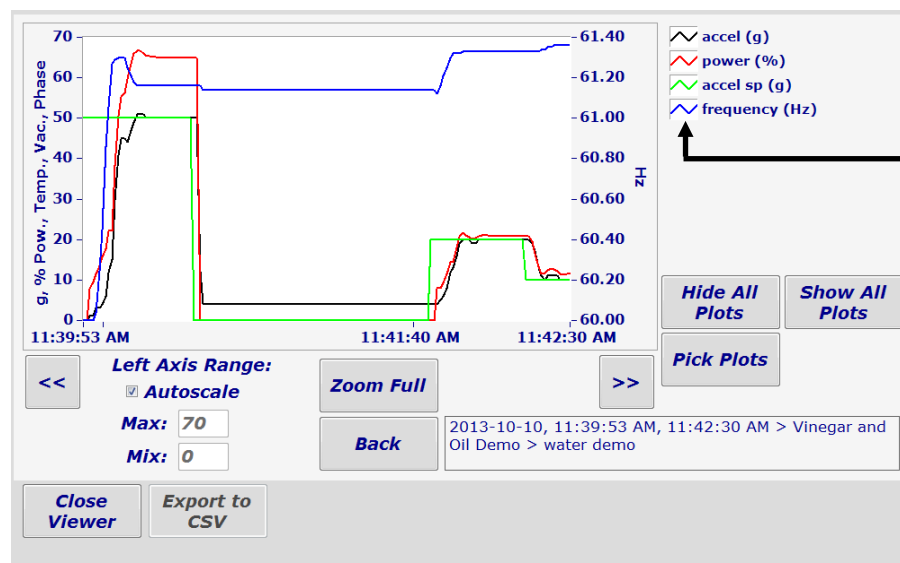 70
60
50
40
30
20
10
0
g, % Pow., Temp., Vac., Phase
61.40
61.20
61.00
60.80
60.60
60.40
60.20
60.00
Hz
11:39:53 AM
11:41:40 AM
11:42:30 AM
accel (g)
power (%)
accel sp (g)
frequency (Hz)
Hide All
Plots
Show All
Plots
Pick Plots
<<
Left Axis Range:
Autoscale
Max: 70
Mix: 0
Zoom Full
Back
>>
2013-10-10, 11:39:53 AM, 11:42:30 AM > Vinegar and
Oil Demo > water demo
Close
Viewer
Export to
CSV